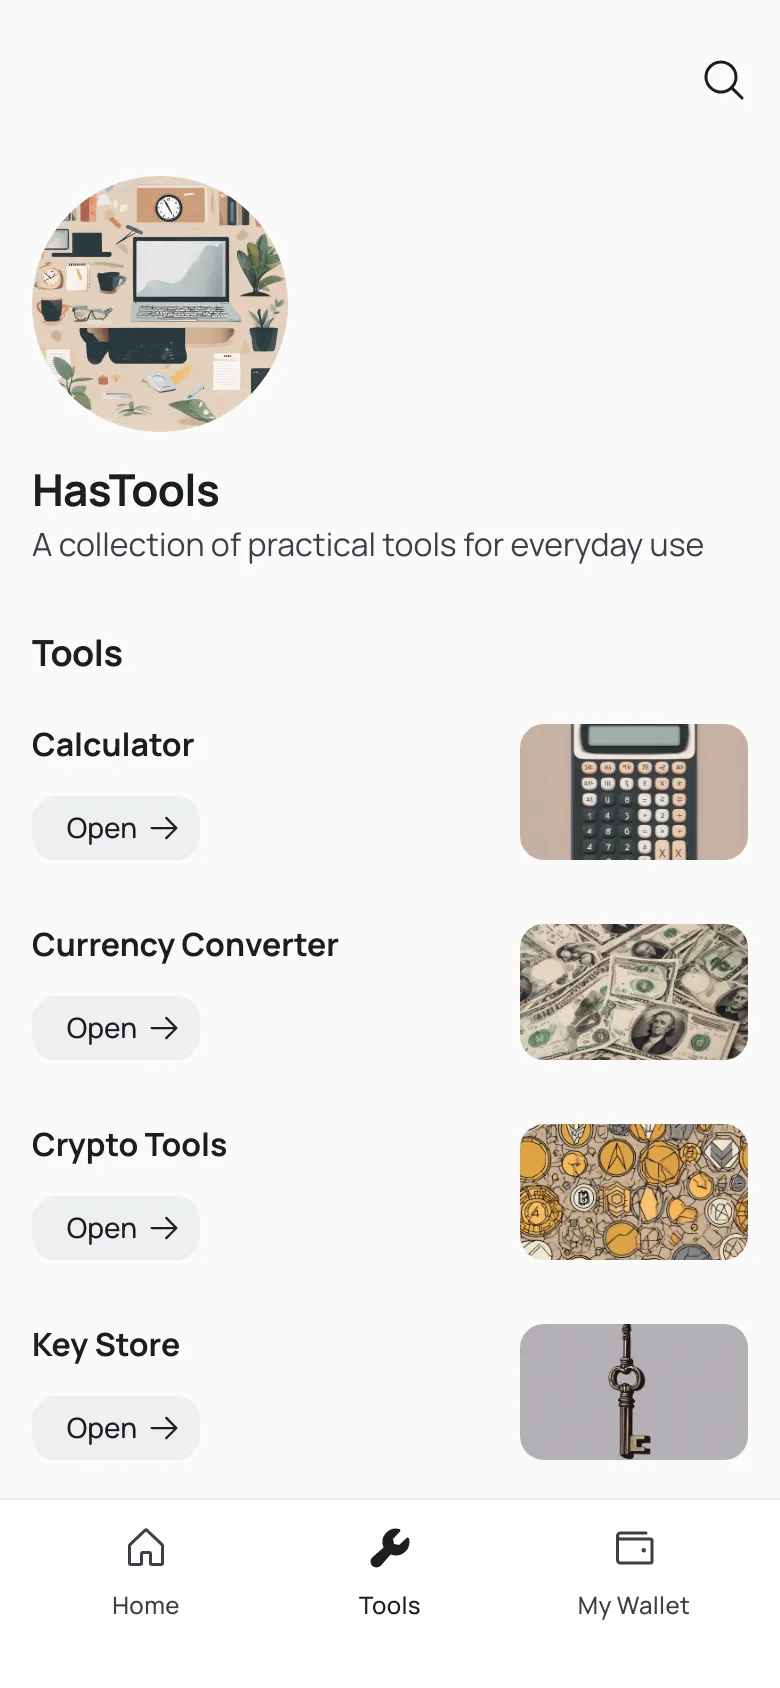 HasTools
A collection of practical tools for everyday use
Tools
Calculator
Open
Currency Converter
Open
Crypto Tools
Open
Key Store
Open
Home
Tools
My Wallet